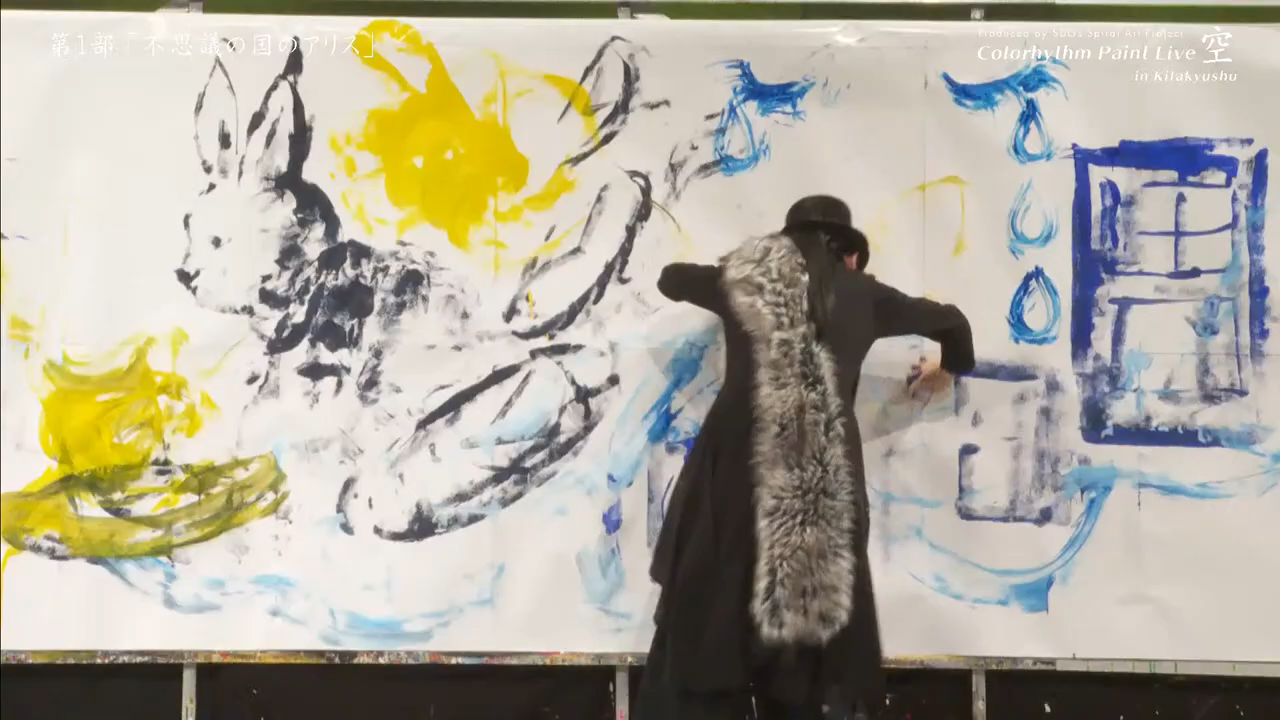 第1部「不思議の国のアリス」
Produced by SUOS Spiral Art Project
Colorhythm Paint Live 空
in Kitakyushu